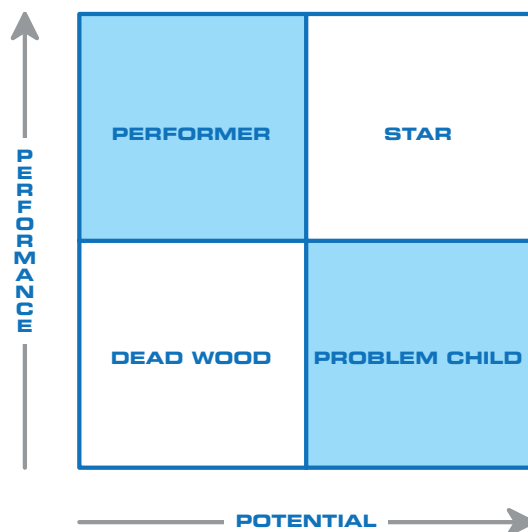 PERFORMER
STAR
PERFORMANCE
DEAD WOOD
PROBLEM CHILD
POTENTIAL